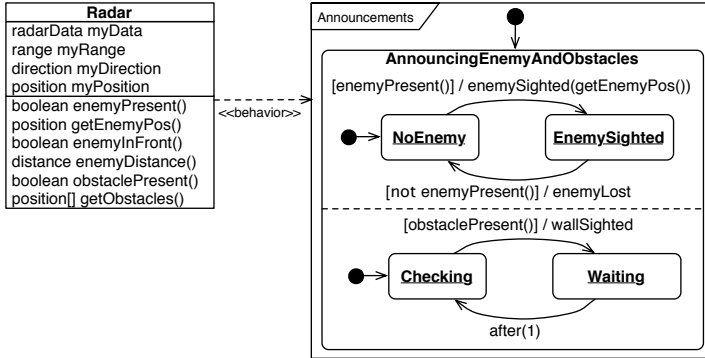 Radar
radarData myData
range myRange
direction myDirection
position myPosition
boolean enemyPresent()
position getEnemyPos()
boolean enemyInFront()
distance enemyDistance()
boolean obstaclePresent()
position[] getObstacles()
<<behavior>>
Announcements
AnnouncingEnemyAndObstacles
[enemyPresent()] / enemySighted(getEnemyPos())
NoEnemy
EnemySighted
[not enemyPresent()] / enemyLost
[obstaclePresent()] / wallSighted
Checking
Waiting
after(1)